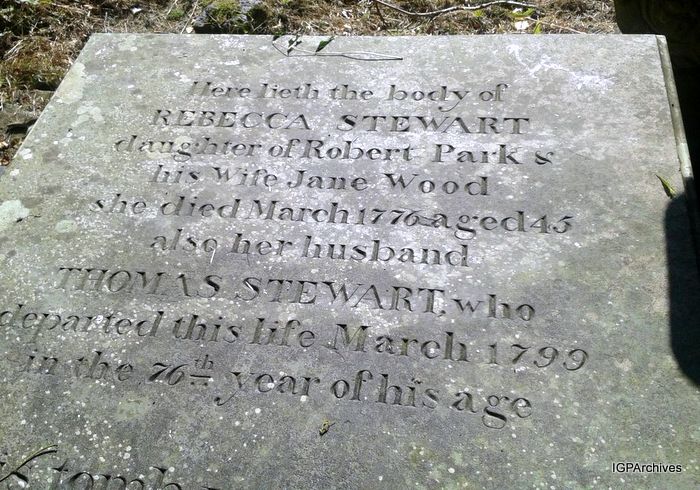 Here lieth the body of
REBECCA STEWART
daughter of Robert Park &
his Wife Jane Wood
she died March 1776 aged 45
also her husband
THOMAS STEWART, who
departed this life March 1799
in the 76th year of his age
tomb
IGPArchives